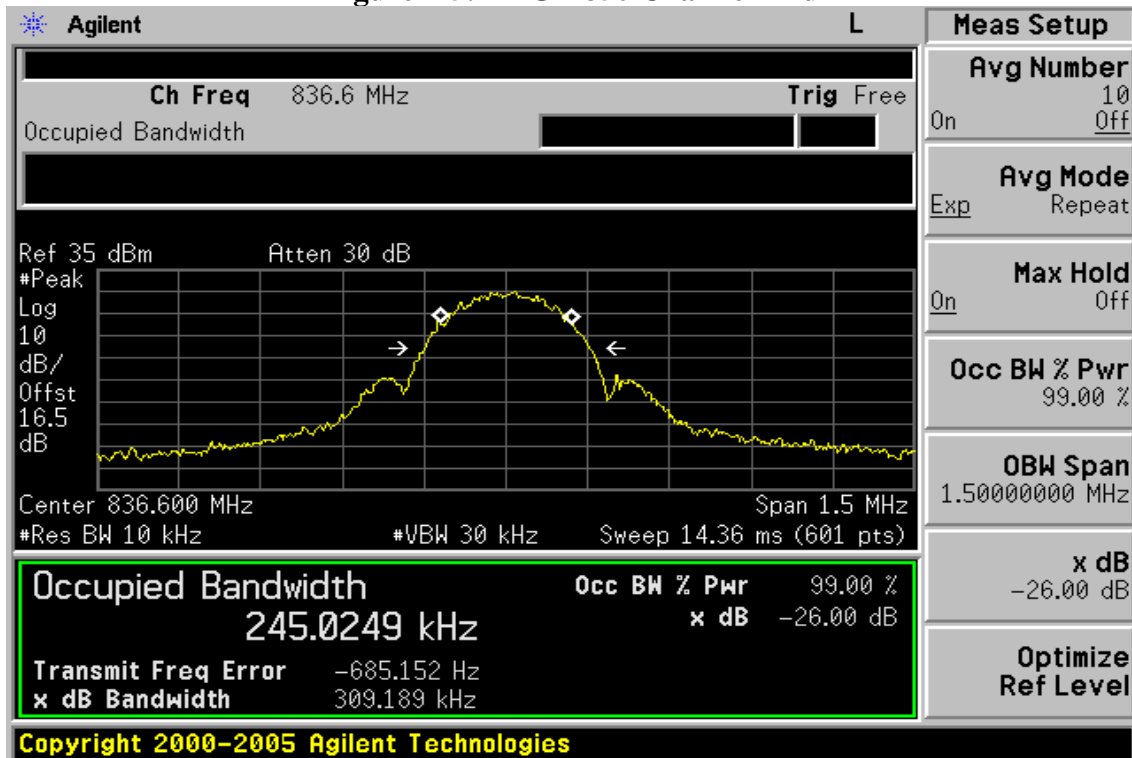 Agilent L
Ch Freq 836.6 MHz Trig Free
Occupied Bandwidth
Ref 35 dBm Atten 30 dB
#Peak
Log
10
dB/
Offst
16.5
dB
Center 836.600 MHz Span 1.5 MHz
#Res BW 10 kHz #VBW 30 kHz Sweep 14.36 ms (601 pts)
Occupied Bandwidth Occ BW % Pwr 99.00 %
245.0249 kHz x dB -26.00 dB
Transmit Freq Error -685.152 Hz
x dB Bandwidth 309.189 kHz
Copyright 2000-2005 Agilent Technologies
Meas Setup
Avg Number
10
On Off
Avg Mode
Exp Repeat
Max Hold
On Off
Occ BW % Pwr
99.00 %
OBW Span
1.50000000 MHz
x dB
-26.00 dB
Optimize
Ref Level